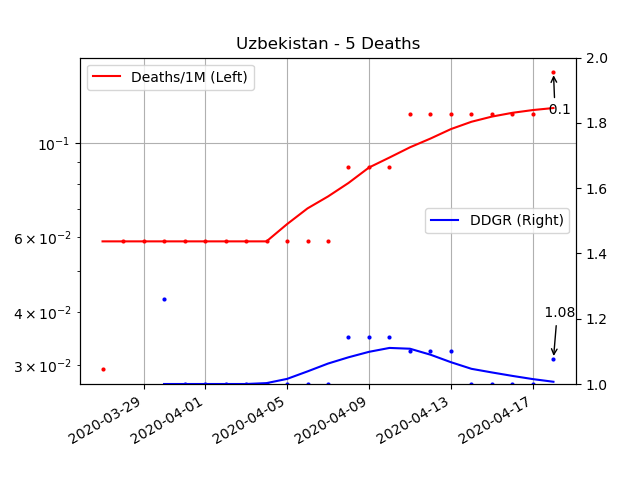 Uzbekistan - 5 Deaths
Deaths/1M (Left)
DDGR (Right)
0.1
1.08
10⁻¹
6 × 10⁻²
4 × 10⁻²
3 × 10⁻²
2.0
1.8
1.6
1.4
1.2
1.0
2020-03-29
2020-04-01
2020-04-05
2020-04-09
2020-04-13
2020-04-17